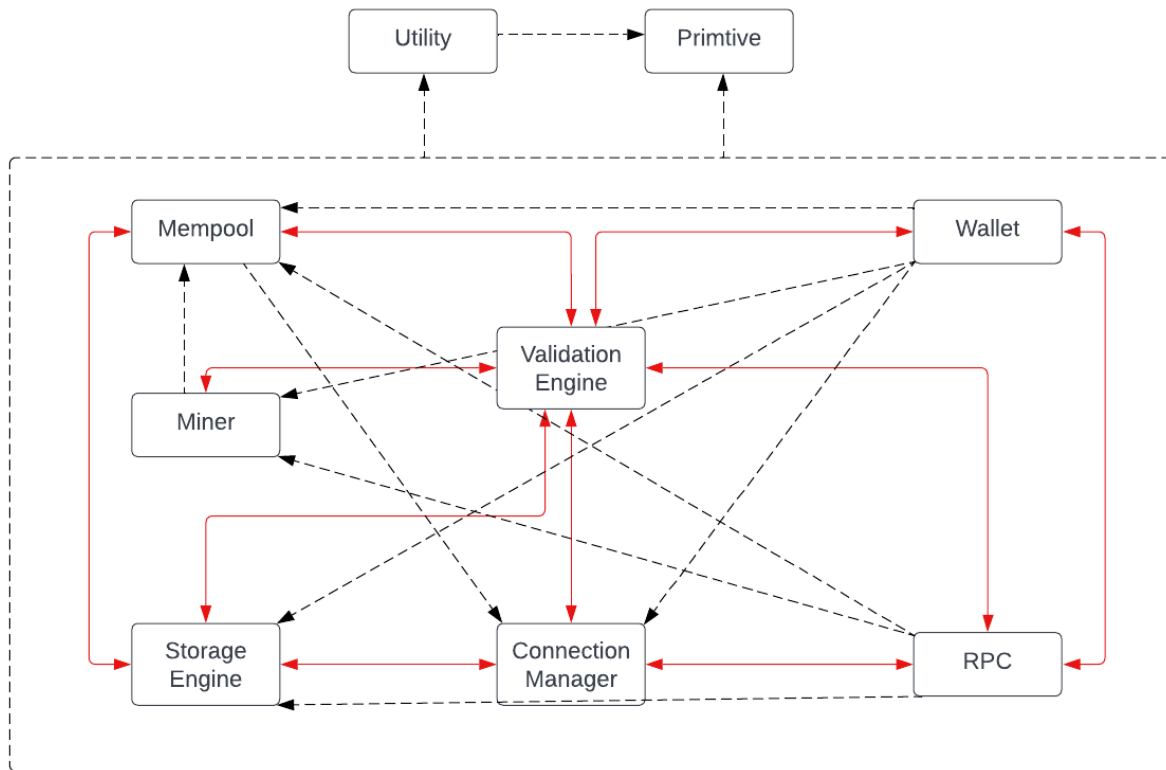 Utility
Primtive
Mempool
Wallet
Validation
Engine
Miner
Storage
Engine
Connection
Manager
RPC